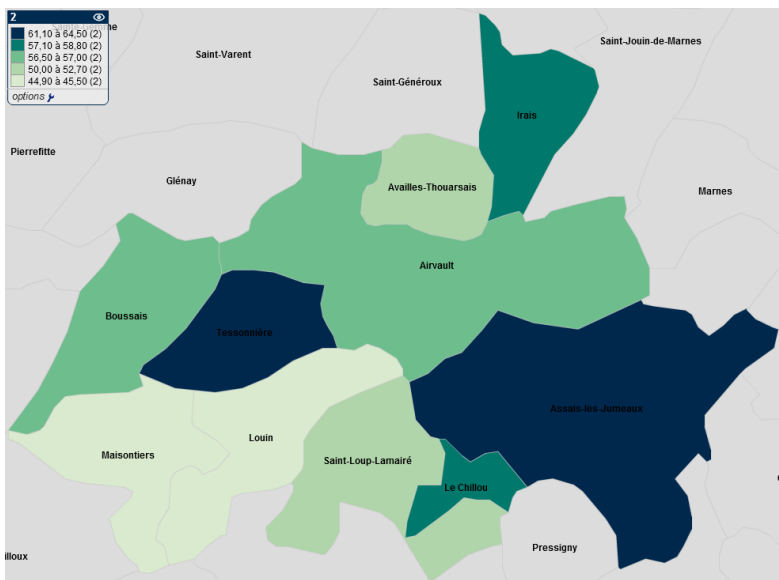 2
61,10 à 64,50 (2)
57,10 à 58,80 (2)
56,50 à 57,00 (2)
50,00 à 52,70 (2)
44,90 à 45,50 (2)
options
Saint-Varent
Saint-Jouin-de-Marnes
Saint-Généroux
Irais
Pierrefitte
Glénay
Availles-Thouarsais
Marnes
Airvault
Boussais
Tessonnière
Assais-les-Jumeaux
Louin
Maisontiers
Saint-Loup-Lamairé
Le Chillou
Pressigny
illoux